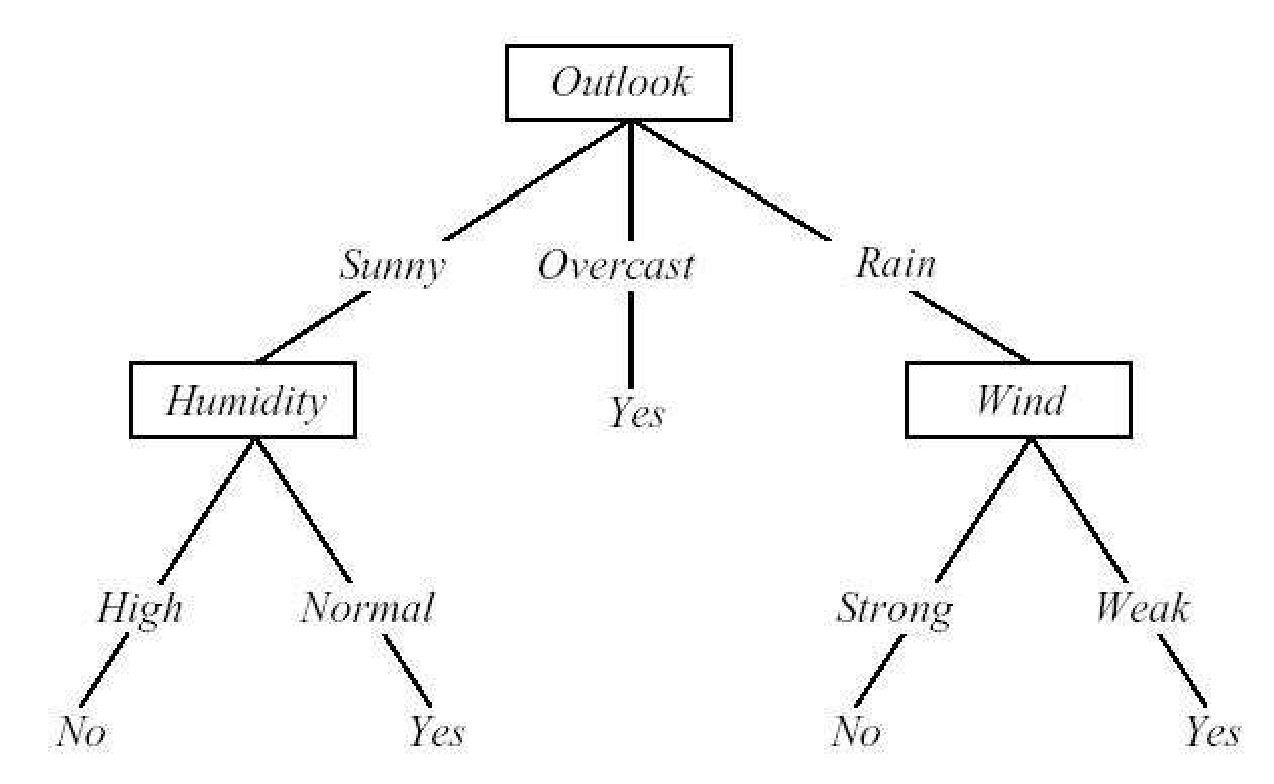 Outlook
Sunny Overcast Rain
Humidity Yes Wind
High Normal Strong Weak
No Yes No Yes